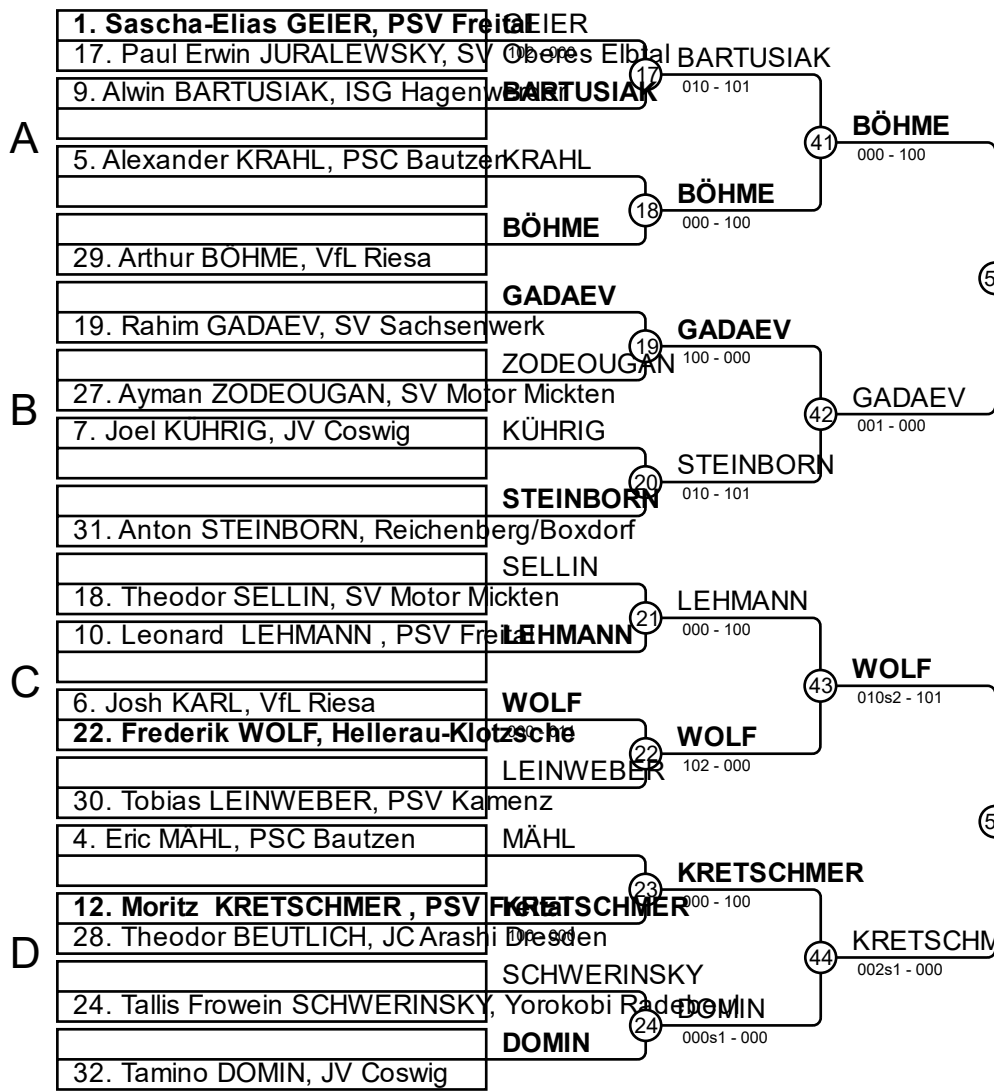 1. Sascha-Elias GEIER, PSV Freital
GEIER
102 - 000
17. Paul Erwin JURALEWSKY, SV Oberes Elbtal
17
BARTUSIAK
010 - 101
9. Alwin BARTUSIAK, ISG Hagenwerder
BARTUSIAK
A
41
BÖHME
000 - 100
5. Alexander KRAHL, PSC Bautzen
KRAHL
18
BÖHME
000 - 100
BÖHME
29. Arthur BÖHME, VfL Riesa
5
GADAEV
19. Rahim GADAEV, SV Sachsenwerk
19
GADAEV
100 - 000
ZODEOUGAN
27. Ayman ZODEOUGAN, SV Motor Mickten
B
42
GADAEV
001 - 000
7. Joel KÜHRIG, JV Coswig
KÜHRIG
20
STEINBORN
010 - 101
STEINBORN
31. Anton STEINBORN, Reichenberg/Boxdorf
SELLIN
18. Theodor SELLIN, SV Motor Mickten
21
LEHMANN
000 - 100
10. Leonard LEHMANN , PSV Freital
LEHMANN
C
43
WOLF
010s2 - 101
6. Josh KARL, VfL Riesa
WOLF
000 - 011
22. Frederik WOLF, Hellerau-Klotzsche
22
WOLF
102 - 000
LEINWEBER
30. Tobias LEINWEBER, PSV Kamenz
5
4. Eric MÄHL, PSC Bautzen
MÄHL
23
KRETSCHMER
000 - 100
12. Moritz KRETSCHMER , PSV Freital
KRETSCHMER
100 - 000
28. Theodor BEUTLICH, JC Arashi Dresden
D
44
KRETSCHM
002s1 - 000
SCHWERINSKY
24. Tallis Frowein SCHWERINSKY, Yorokobi Radebeul
24
DOMIN
000s1 - 000
DOMIN
32. Tamino DOMIN, JV Coswig